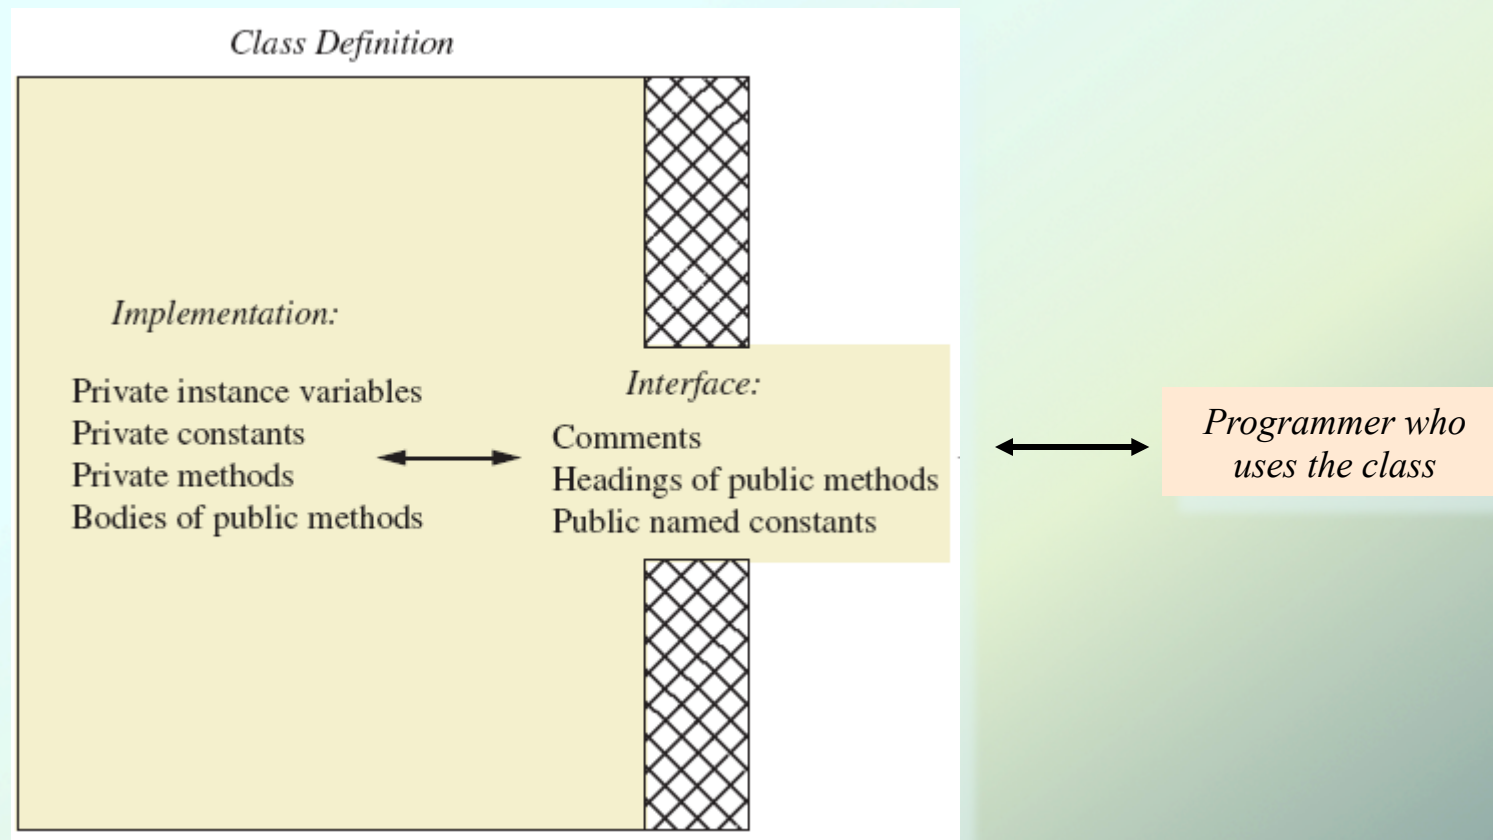 Class Definition
Implementation:
Private instance variables
Private constants
Private methods
Bodies of public methods
Interface:
Comments
Headings of public methods
Public named constants
Programmer who
uses the class